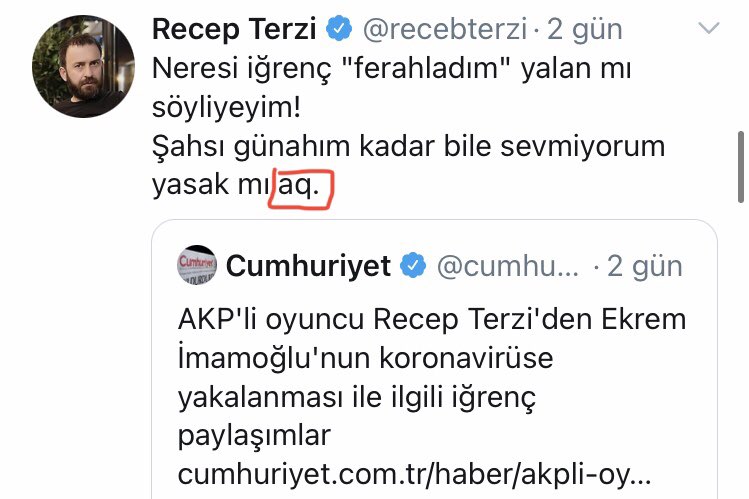 Recep Terzi @recebterzi · 2 gün
Neresi iğrenç "ferahladım" yalan mı
söyliyeyim!
Şahsı günahım kadar bile sevmiyorum
yasak mı aq.
Cumhuriyet
Cumhuriyet @cumhu... · 2 gün
AKP'li oyuncu Recep Terzi'den Ekrem
İmamoğlu'nun koronavirüse
yakalanması ile ilgili iğrenç
paylaşımlar
cumhuriyet.com.tr/haber/akpli-oy...